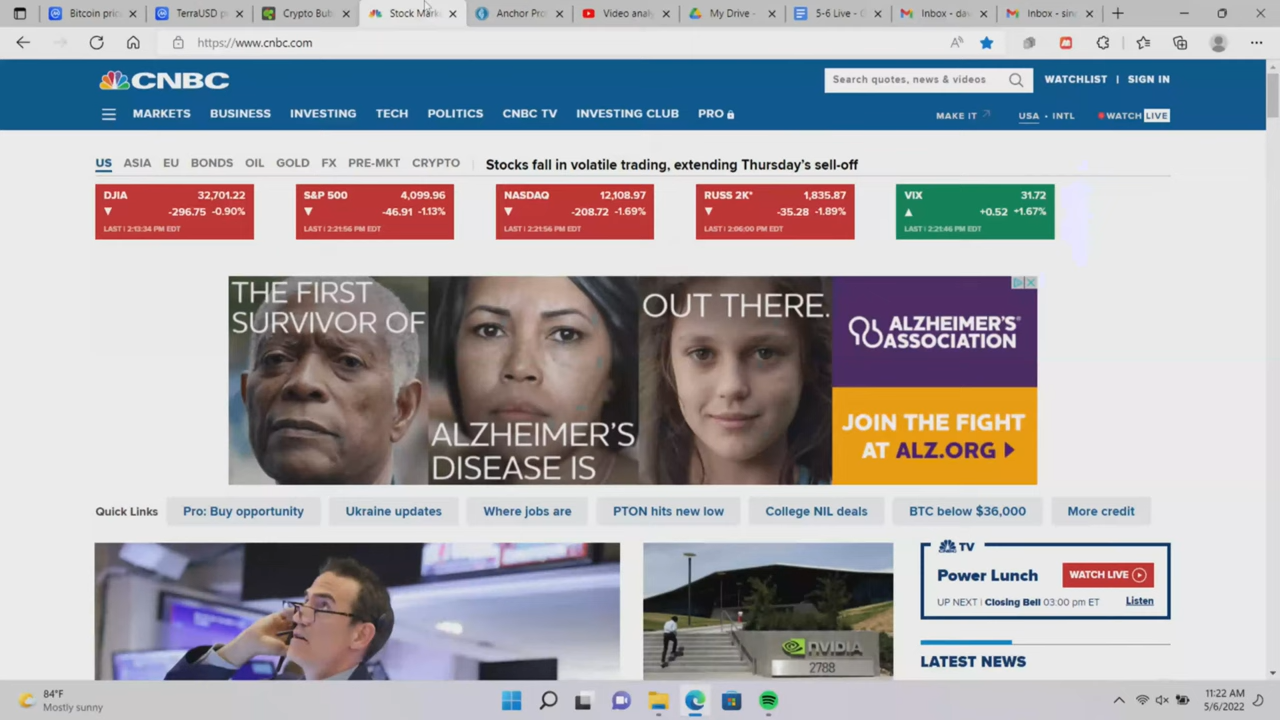 Bitcoin pric
TerraUSD p
Crypto Bub
Stock Mark
Anchor Pro
Video anal
My Drive -
5-6 Live - G
Inbox - dav
Inbox - sin
https://www.cnbc.com
CNBC
Search quotes, news & videos
WATCHLIST | SIGN IN
MARKETS BUSINESS INVESTING TECH POLITICS CNBC TV INVESTING CLUB PRO
MAKE IT USA • INTL WATCH LIVE
US ASIA EU BONDS OIL GOLD FX PRE-MKT CRYPTO
Stocks fall in volatile trading, extending Thursday's sell-off
DJIA 32,701.22
-296.75 -0.90%
LAST | 2:13:34 PM EDT
S&P 500 4,099.96
-46.91 -1.13%
LAST | 2:21:56 PM EDT
NASDAQ 12,108.97
-208.72 -1.69%
LAST | 2:21:56 PM EDT
RUSS 2K* 1,835.87
-35.28 -1.89%
LAST | 2:06:00 PM EDT
VIX 31.72
+0.52 +1.67%
LAST | 2:21:46 PM EDT
THE FIRST
SURVIVOR OF
ALZHEIMER'S
DISEASE IS
OUT THERE.
ALZHEIMER'S
ASSOCIATION
JOIN THE FIGHT
AT ALZ.ORG
Quick Links
Pro: Buy opportunity
Ukraine updates
Where jobs are
PTON hits new low
College NIL deals
BTC below $36,000
More credit
NVIDIA
2788
TV
Power Lunch
WATCH LIVE
UP NEXT | Closing Bell 03:00 pm ET
Listen
LATEST NEWS
84°F
Mostly sunny
11:22 AM
5/6/2022